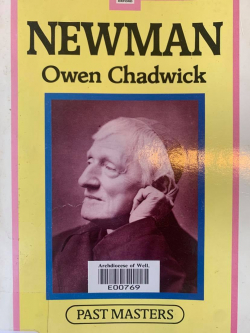 NEWMAN
Owen Chadwick
Archdiocese of Well.
E00769
PAST MASTERS